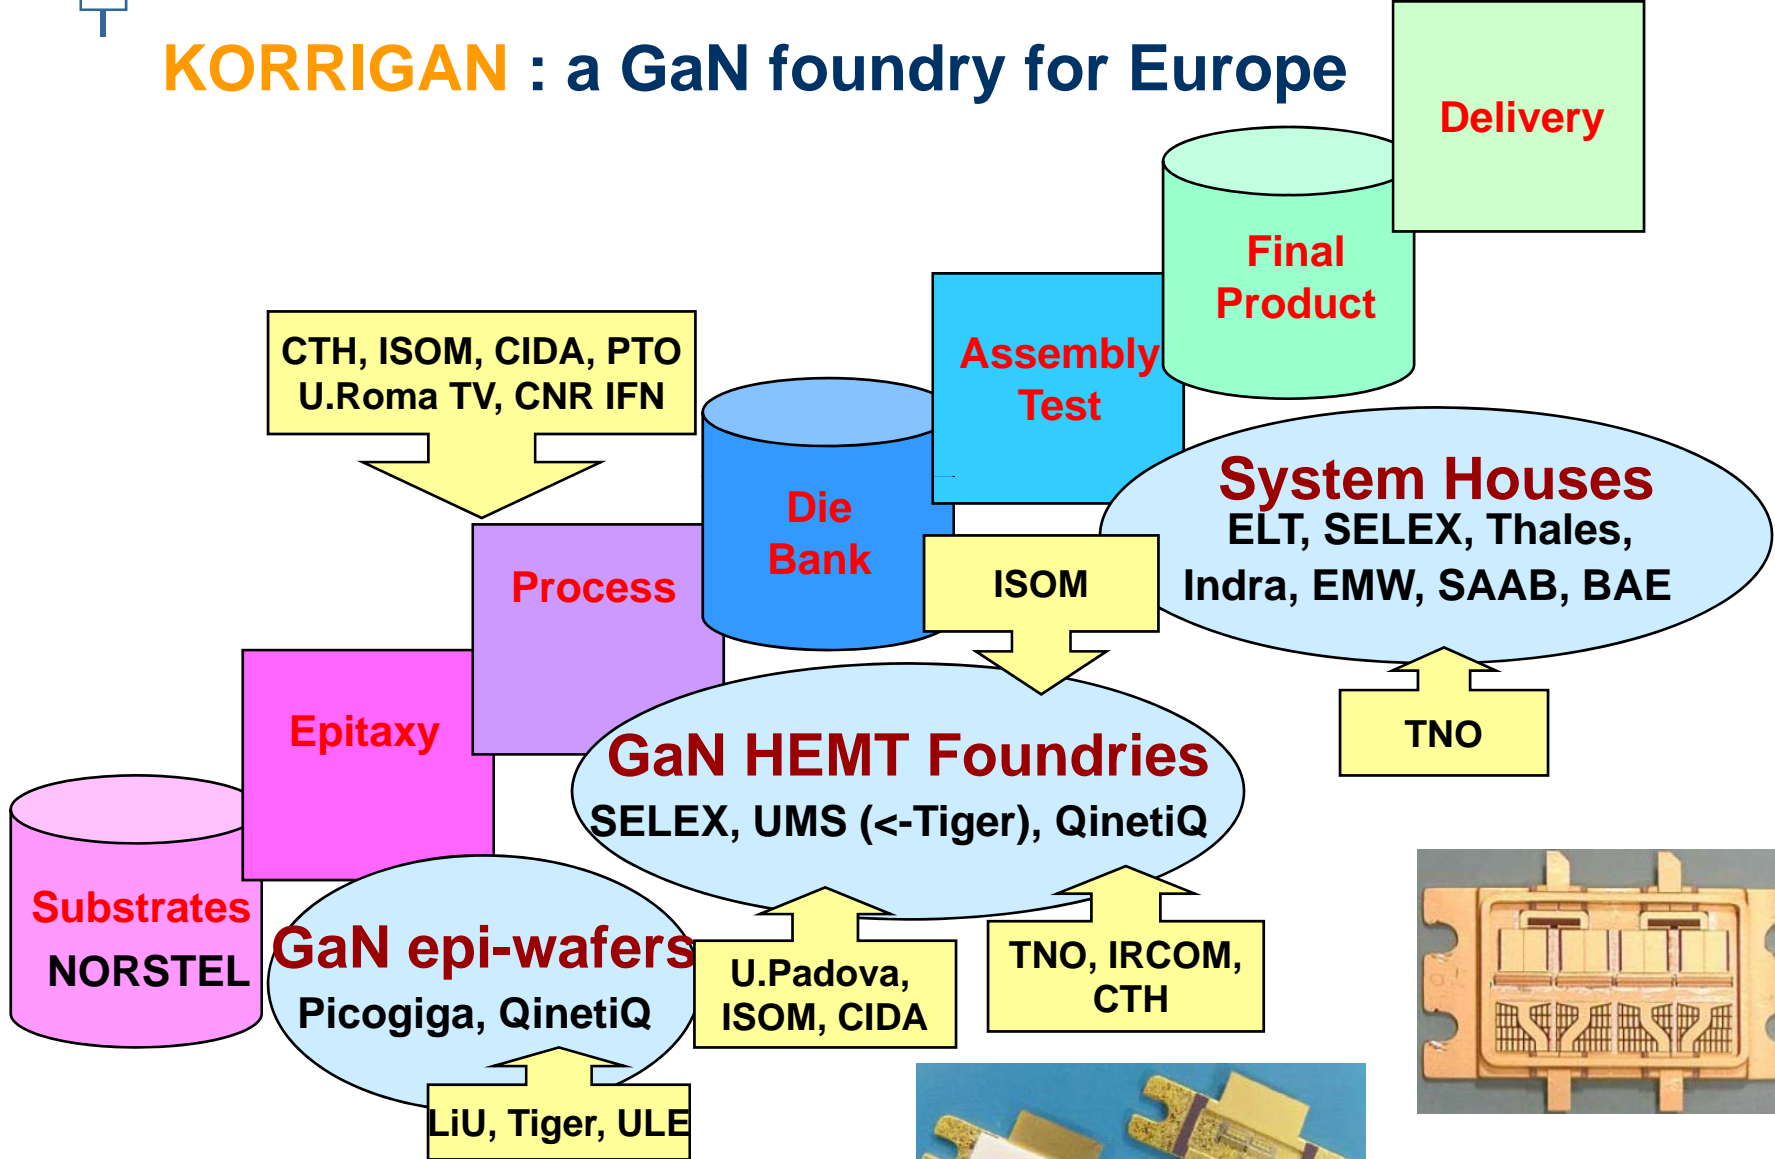 KORRIGAN : a GaN foundry for Europe
Delivery
Final
Product
Assembly
Test
CTH, ISOM, CIDA, PTO
U.Roma TV, CNR IFN
Die
Bank
System Houses
ELT, SELEX, Thales,
Indra, EMW, SAAB, BAE
Process
ISOM
TNO
Epitaxy
GaN HEMT Foundries
SELEX, UMS (<-Tiger), QinetiQ
Substrates
NORSTEL
GaN epi-wafers
Picogiga, QinetiQ
U.Padova,
ISOM, CIDA
TNO, IRCOM,
CTH
LiU, Tiger, ULE